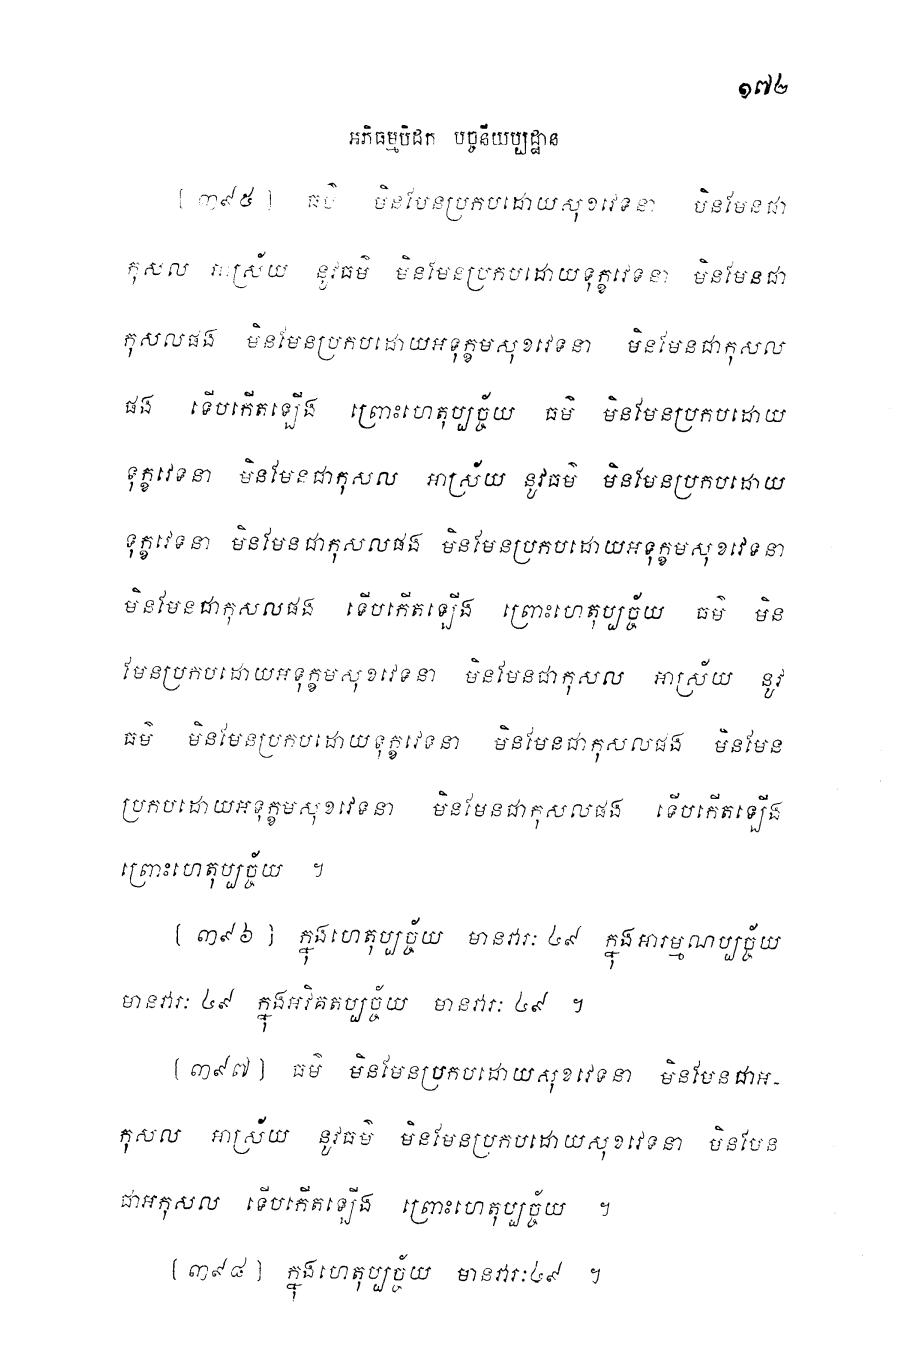 ១៧២
អភិធម្មបិដក បច្ចនីយប្បដ្ឋាន
[ ៣៩៥ ] ធម៌ មិនមែនប្រកបដោយសុខវេទនា មិនមែនជា
កុសល អាស្រ័យ នូវធម៌ មិនមែនប្រកបដោយទុក្ខវេទនា មិនមែនជា
កុសលផង មិនមែនប្រកបដោយអទុក្ខមសុខវេទនា មិនមែនជាកុសល
ផង ទើបកើតឡើង ព្រោះហេតុប្បច្ច័យ ធម៌ មិនមែនប្រកបដោយ
ទុក្ខវេទនា មិនមែនជាកុសល អាស្រ័យ នូវធម៌ មិនមែនប្រកបដោយ
ទុក្ខវេទនា មិនមែនជាកុសលផង មិនមែនប្រកបដោយអទុក្ខមសុខវេទនា
មិនមែនជាកុសលផង ទើបកើតឡើង ព្រោះហេតុប្បច្ច័យ ធម៌ មិន
មែនប្រកបដោយអទុក្ខមសុខវេទនា មិនមែនជាកុសល អាស្រ័យ នូវ
ធម៌ មិនមែនប្រកបដោយទុក្ខវេទនា មិនមែនជាកុសលផង មិនមែន
ប្រកបដោយអទុក្ខមសុខវេទនា មិនមែនជាកុសលផង ទើបកើតឡើង
ព្រោះហេតុប្បច្ច័យ ។
[ ៣៩៦ ] ក្នុងហេតុប្បច្ច័យ មានវារៈ ៤៩ ក្នុងអារម្មណប្បច្ច័យ
មានវារៈ ៤៩ ក្នុងអវិគតប្បច្ច័យ មានវារៈ ៤៩ ។
[ ៣៩៧ ] ធម៌ មិនមែនប្រកបដោយសុខវេទនា មិនមែនជាអ-
កុសល អាស្រ័យ នូវធម៌ មិនមែនប្រកបដោយសុខវេទនា មិនមែន
ជាអកុសល ទើបកើតឡើង ព្រោះហេតុប្បច្ច័យ ។
[ ៣៩៨ ] ក្នុងហេតុប្បច្ច័យ មានវារៈ៤៩ ។